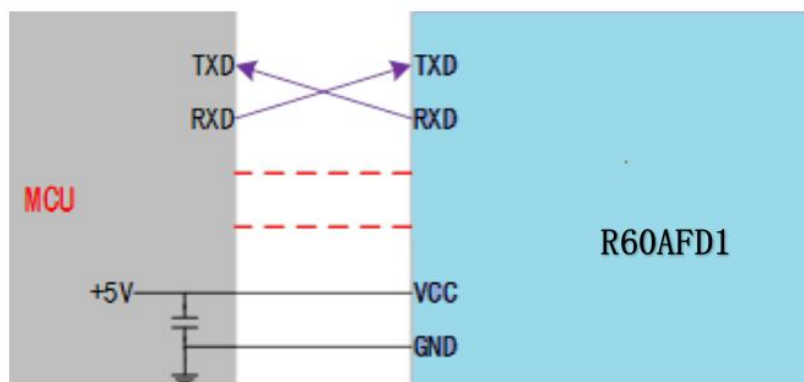 TXD TXD
RXD RXD
MCU
R60AFD1
+5V VCC
GND